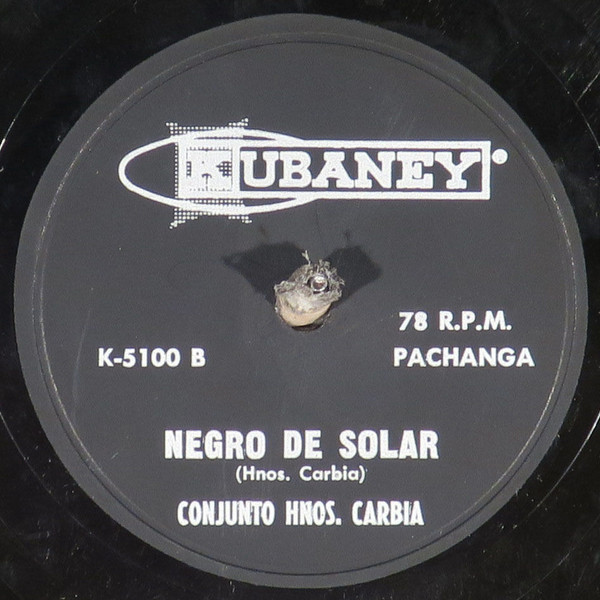 KUBANEY
78 R.P.M.
K-5100 B
PACHANGA
NEGRO DE SOLAR
(Hnos. Carbia)
CONJUNTO HNOS. CARBIA